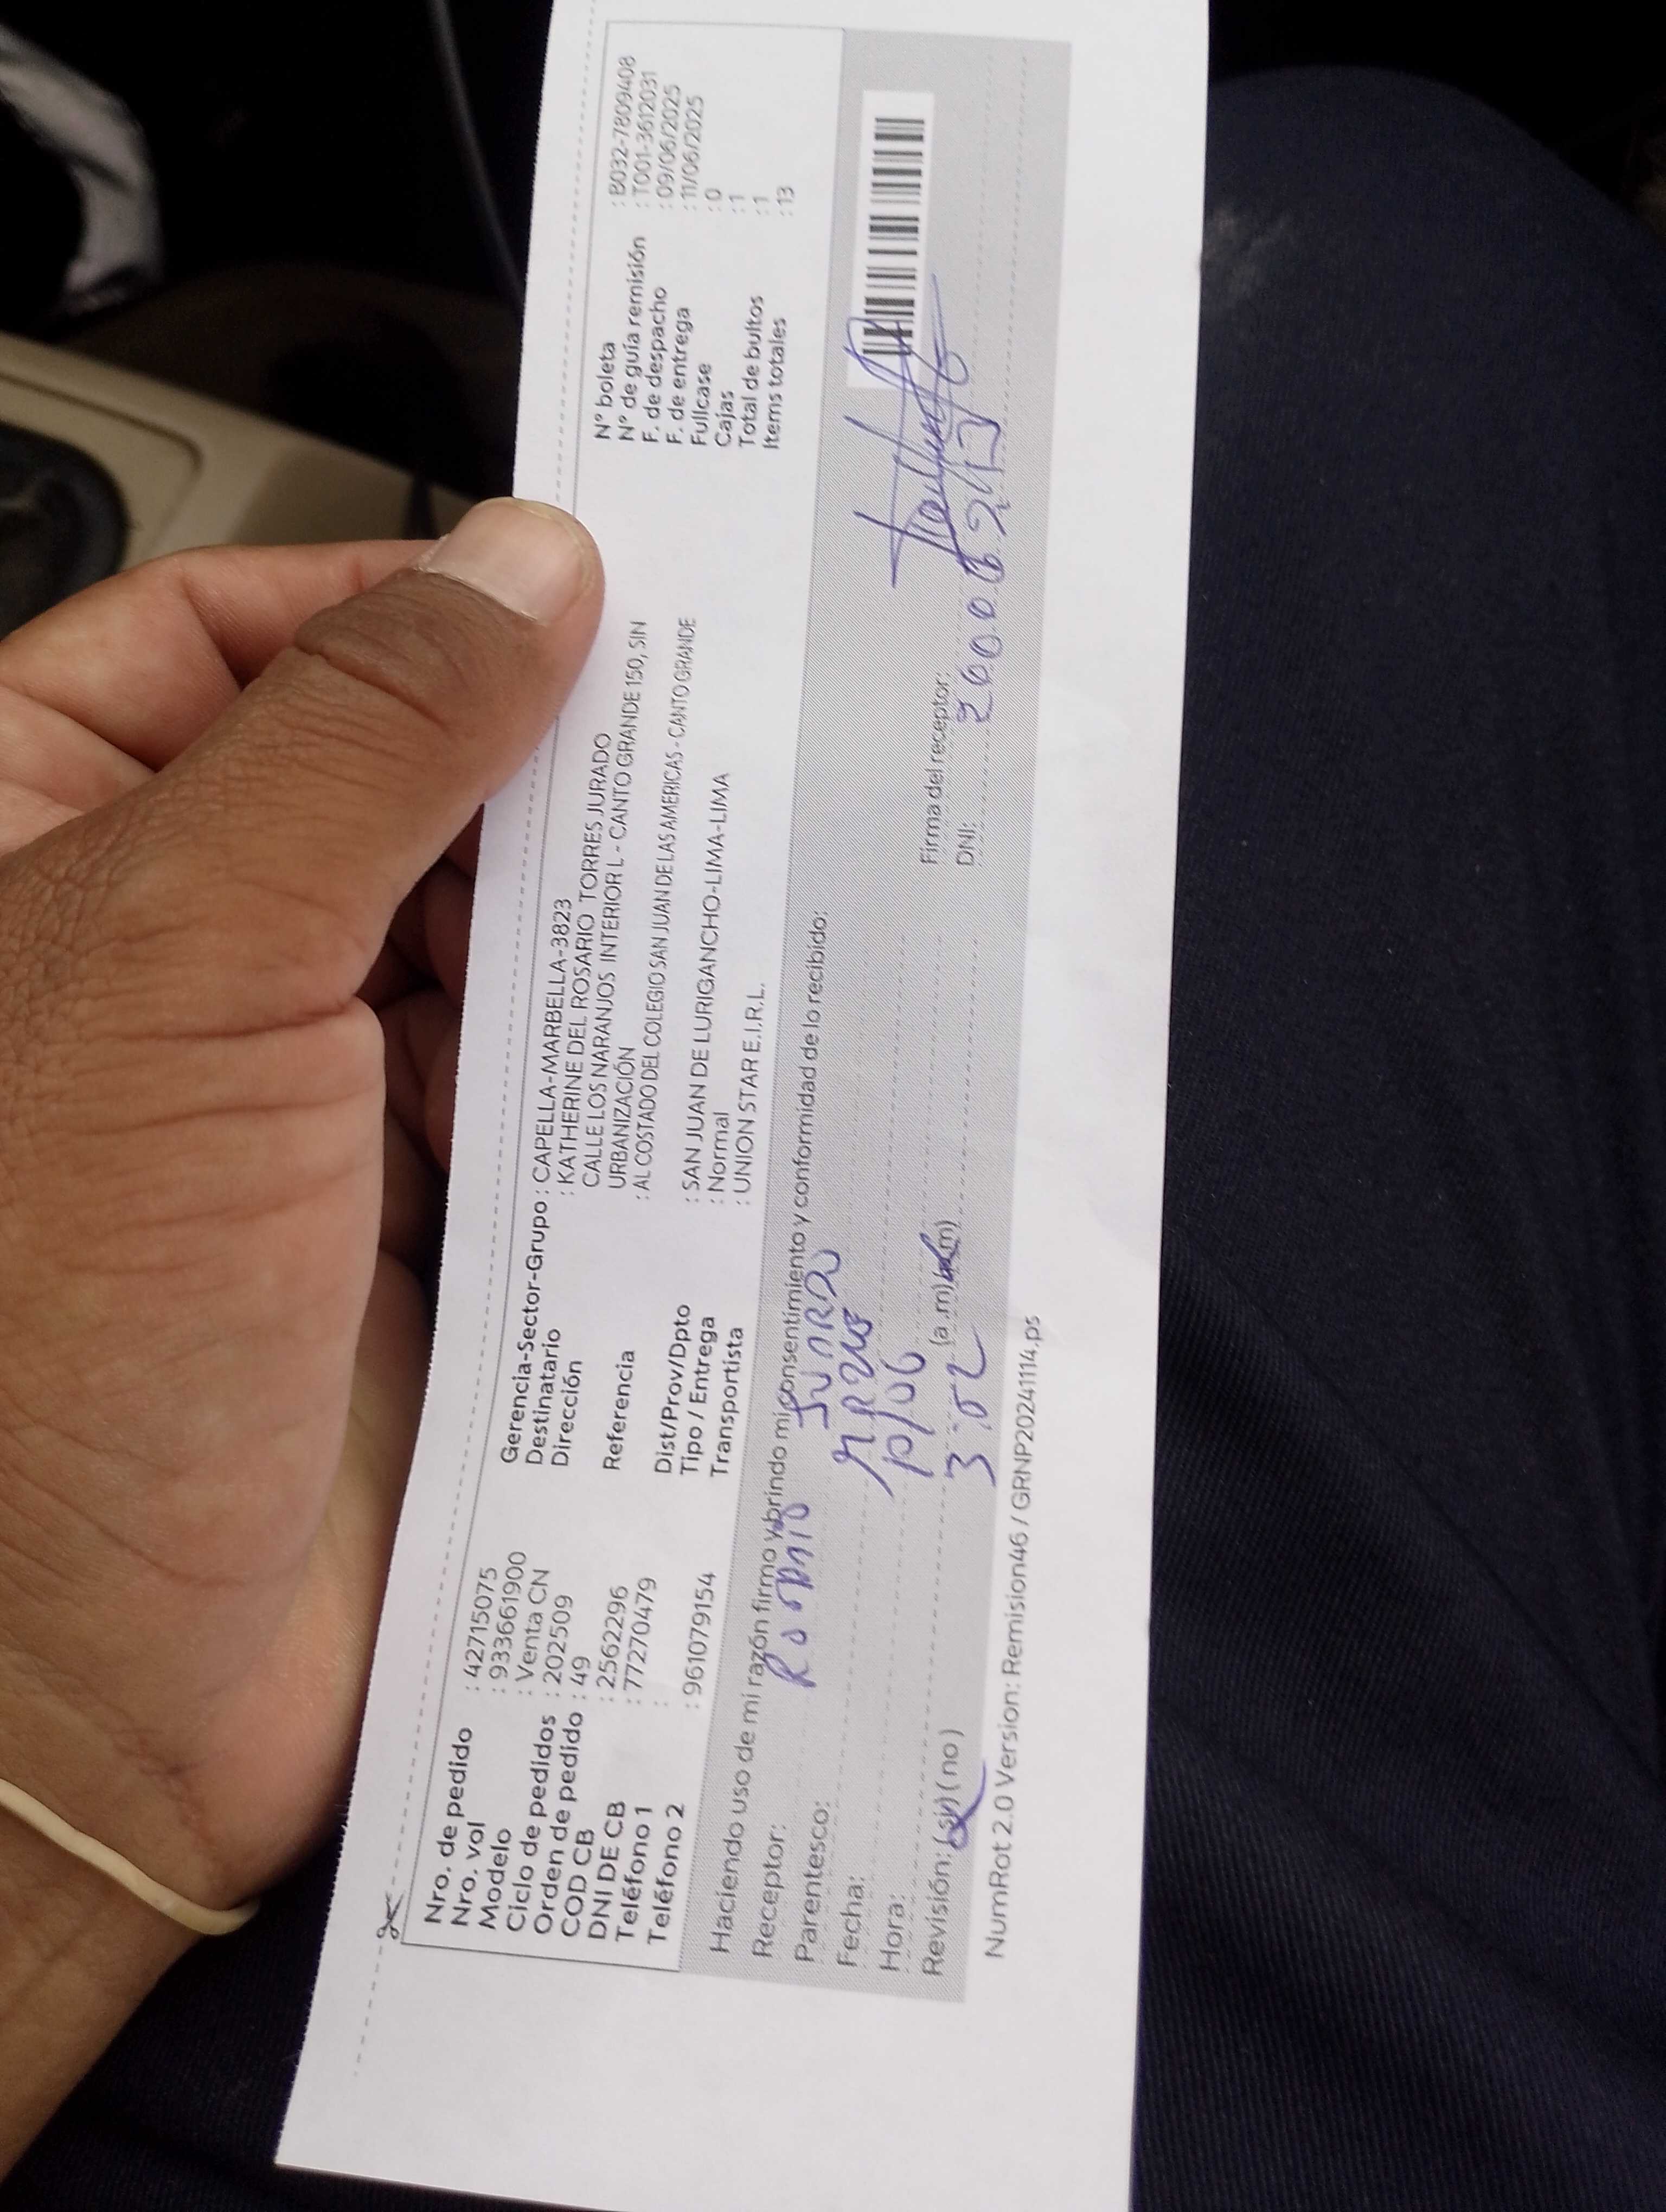 Nro. de pedido : 42715075
Nro. vol : 933661900
Modelo : Venta CN
Ciclo de pedidos : 202509
Orden de pedido : 49
COD CB : 2562296
DNI DE CB : 77270479
Teléfono 1 :
Teléfono 2 : 961079154
Gerencia-Sector-Grupo : CAPELLA-MARBELLA-3823
Destinatario : KATHERINE DEL ROSARIO TORRES JURADO
Dirección CALLE LOS NARANJOS INTERIOR L - CANTO GRANDE 150, SIN
URBANIZACIÓN
Referencia : AL COSTADO DEL COLEGIO SAN JUAN DE LAS AMERICAS - CANTO GRANDE
Dist/Prov/Dpto : SAN JUAN DE LURIGANCHO-LIMA-LIMA
Tipo / Entrega : Normal
Transportista : UNION STAR E.I.R.L.
N° boleta : B032-7809408
N° de guía remisión : T001-3612031
F. de despacho : 09/06/2025
F. de entrega : 11/06/2025
Fullcase : 0
Cajas : 1
Total de bultos : 1
Items totales : 13
Haciendo uso de mi razón firmo y brindo mi consentimiento y conformidad de lo recibido:
Receptor: JURADO
Parentesco:
Fecha:
Hora: 3:52 (a.m)
Revisión: (si) (no)
Firma del receptor:
DNI:
NumRot 2.0 Version: Remision46 / GRNP20241114.ps